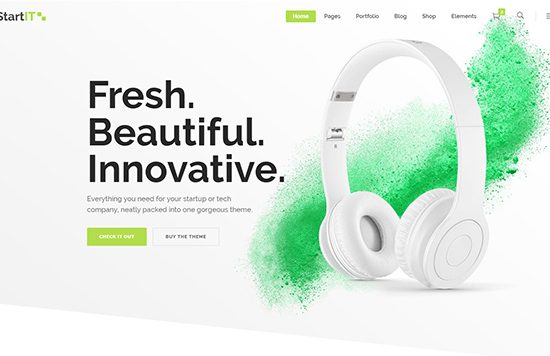 StartIT
Home Pages Portfolio Blog Shop Elements
Fresh.
Beautiful.
Innovative.
Everything you need for your startup or tech
company, neatly packed into one gorgeous theme.
CHECK IT OUT BUY THE THEME